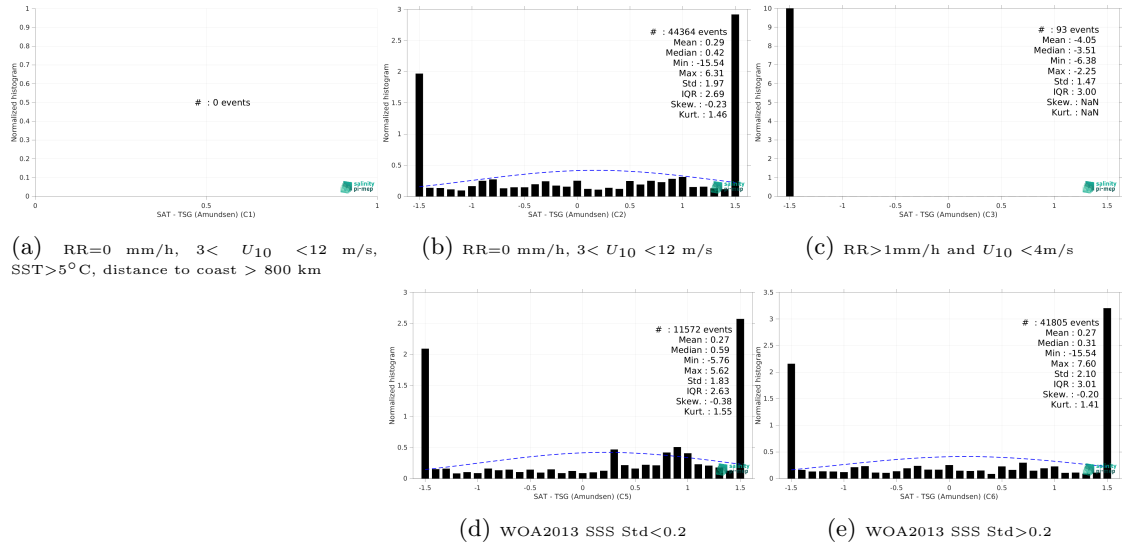 1
0.9
0.8
0.7
0.6
0.5
0.4
0.3
0.2
0.1
0
Normalized histogram
# : 0 events
salinity
pi-mep
0 0.5 1
SAT - TSG (Amundsen) (C1)
(a) RR=0 mm/h, 3< U10 <12 m/s,
SST>5°C, distance to coast > 800 km
3
2.5
2
1.5
1
0.5
0
Normalized histogram
# : 44364 events
Mean : 0.29
Median : 0.42
Min : -15.54
Max : 6.31
Std : 1.97
IQR : 2.69
Skew. : -0.23
Kurt. : 1.46
salinity
pi-mep
-1.5 -1 -0.5 0 0.5 1 1.5
SAT - TSG (Amundsen) (C2)
(b) RR=0 mm/h, 3< U10 <12 m/s
10
9
8
7
6
5
4
3
2
1
0
Normalized histogram
# : 93 events
Mean : -4.05
Median : -3.51
Min : -6.38
Max : -2.25
Std : 1.47
IQR : 3.00
Skew. : NaN
Kurt. : NaN
salinity
pi-mep
-1.5 -1 -0.5 0 0.5 1 1.5
SAT - TSG (Amundsen) (C3)
(c) RR>1mm/h and U10 <4m/s
3
2.5
2
1.5
1
0.5
0
Normalized histogram
# : 11572 events
Mean : 0.27
Median : 0.59
Min : -5.76
Max : 5.62
Std : 1.83
IQR : 2.63
Skew. : -0.38
Kurt. : 1.55
salinity
pi-mep
-1.5 -1 -0.5 0 0.5 1 1.5
SAT - TSG (Amundsen) (C5)
(d) WOA2013 SSS Std<0.2
3.5
3
2.5
2
1.5
1
0.5
0
Normalized histogram
# : 41805 events
Mean : 0.27
Median : 0.31
Min : -15.54
Max : 7.60
Std : 2.10
IQR : 3.01
Skew. : -0.20
Kurt. : 1.41
salinity
pi-mep
-1.5 -1 -0.5 0 0.5 1 1.5
SAT - TSG (Amundsen) (C6)
(e) WOA2013 SSS Std>0.2